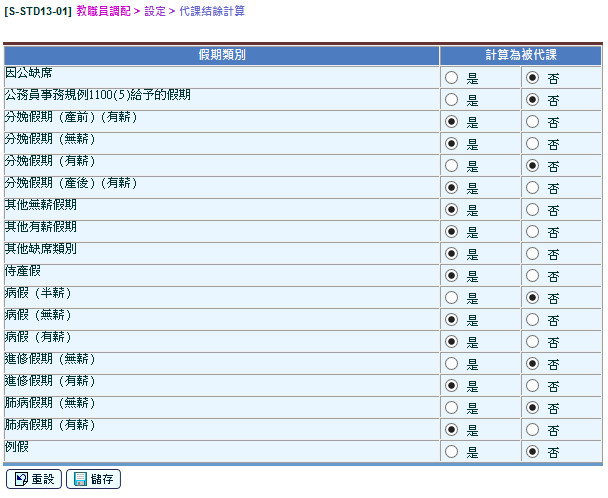 [S-STD13-01] 教職員調配 > 設定 > 代課結餘計算
假期類別 計算為被代課
因公缺席 是 否
公務員事務規例1100(5)給予的假期 是 否
分娩假期 (產前) (有薪) 是 否
分娩假期 (無薪) 是 否
分娩假期 (有薪) 是 否
分娩假期 (產後) (有薪) 是 否
其他無薪假期 是 否
其他有薪假期 是 否
其他缺席類別 是 否
侍產假 是 否
病假 (半薪) 是 否
病假 (無薪) 是 否
病假 (有薪) 是 否
進修假期 (無薪) 是 否
進修假期 (有薪) 是 否
肺病假期 (無薪) 是 否
肺病假期 (有薪) 是 否
例假 是 否
重設 儲存